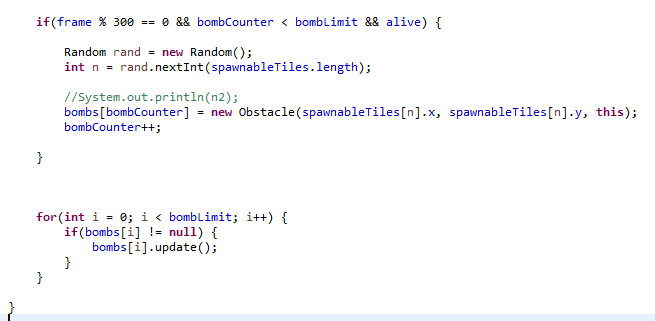 if(frame % 300 == 0 && bombCounter < bombLimit && alive) {
Random rand = new Random();
int n = rand.nextInt(spawnableTiles.length);
//System.out.println(n2);
bombs[bombCounter] = new Obstacle(spawnableTiles[n].x, spawnableTiles[n].y, this);
bombCounter++;
}
for(int i = 0; i < bombLimit; i++) {
if(bombs[i] != null) {
bombs[i].update();
}
}
}